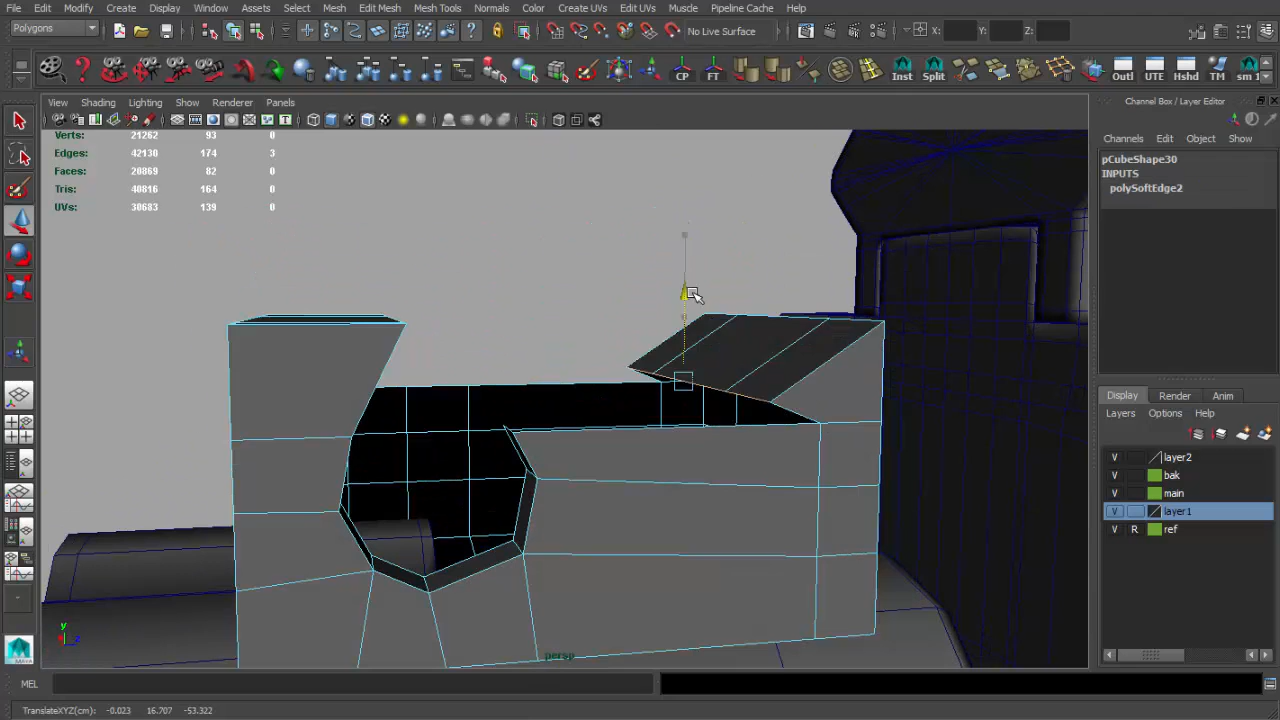 File Edit Modify Create Display Window Assets Select Mesh Edit Mesh Mesh Tools Normals Color Create UVs Edit UVs Muscle Pipeline Cache Help
Polygons No Live Surface X: Y: Z:
CP FT Inst Split Outl UTE Hshd TM sm 1
View Shading Lighting Show Renderer Panels
Channel Box / Layer Editor
Channels Edit Object Show
Verts: 21262 93 0
Edges: 42130 174 3
Faces: 20869 82 0
Tris: 40816 164 0
UVs: 30683 139 0
pCubeShape30
INPUTS
polySoftEdge2
Display Render Anim
Layers Options Help
V layer2
V bak
V main
V layer1
V R ref
y
z
persp
MEL
TranslateXYZ(cm): -0.023 16.707 -53.322